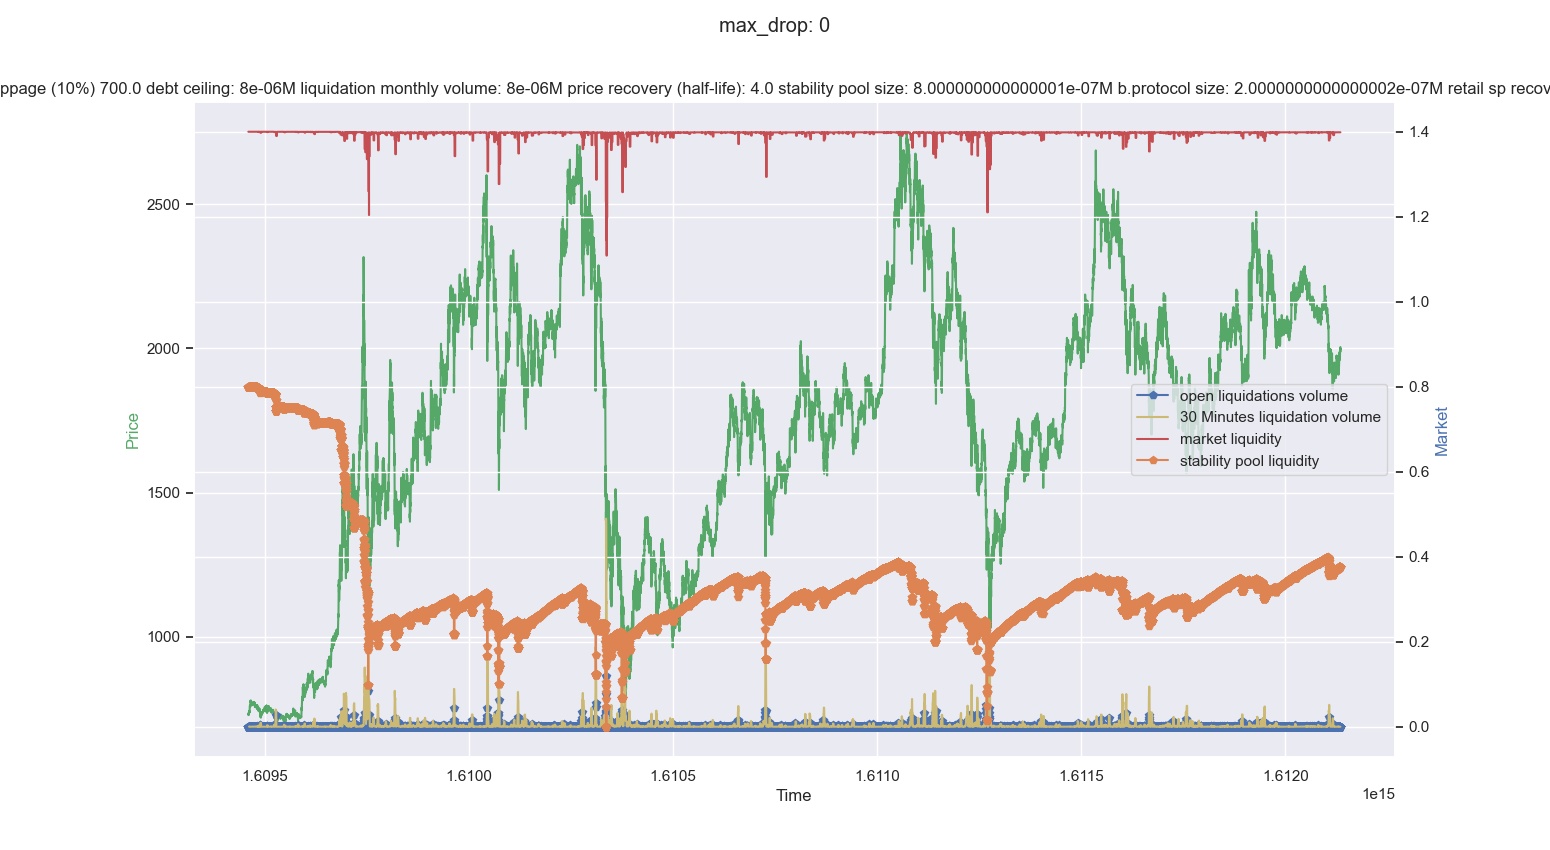 max_drop: 0
ppage (10%) 700.0 debt ceiling: 8e-06M liquidation monthly volume: 8e-06M price recovery (half-life): 4.0 stability pool size: 8.000000000000001e-07M b.protocol size: 2.0000000000000002e-07M retail sp recov
1.4
2500
1.2
1.0
2000
0.8
open liquidations volume
30 Minutes liquidation volume
market liquidity
stability pool liquidity
Price
Market
0.6
1500
0.4
1000
0.2
0.0
1.6095 1.6100 1.6105 1.6110 1.6115 1.6120
Time
1e15